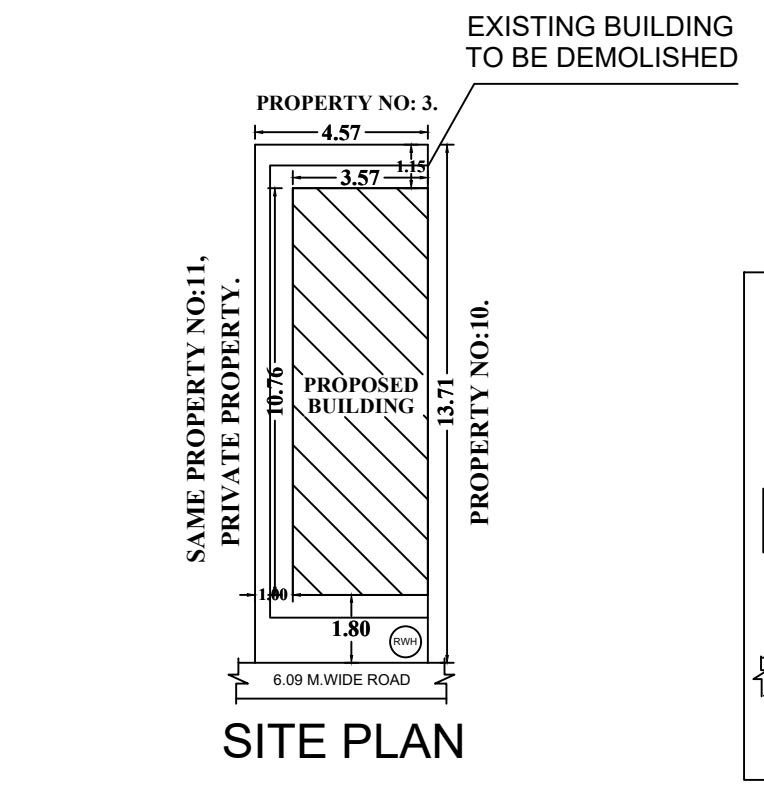 EXISTING BUILDING
TO BE DEMOLISHED
PROPERTY NO: 3.
4.57
1.15
3.57
SAME PROPERTY NO:11,
PRIVATE PROPERTY.
10.76
PROPOSED
BUILDING
13.71
PROPERTY NO:10.
1.00
1.80
RWH
6.09 M.WIDE ROAD
SITE PLAN